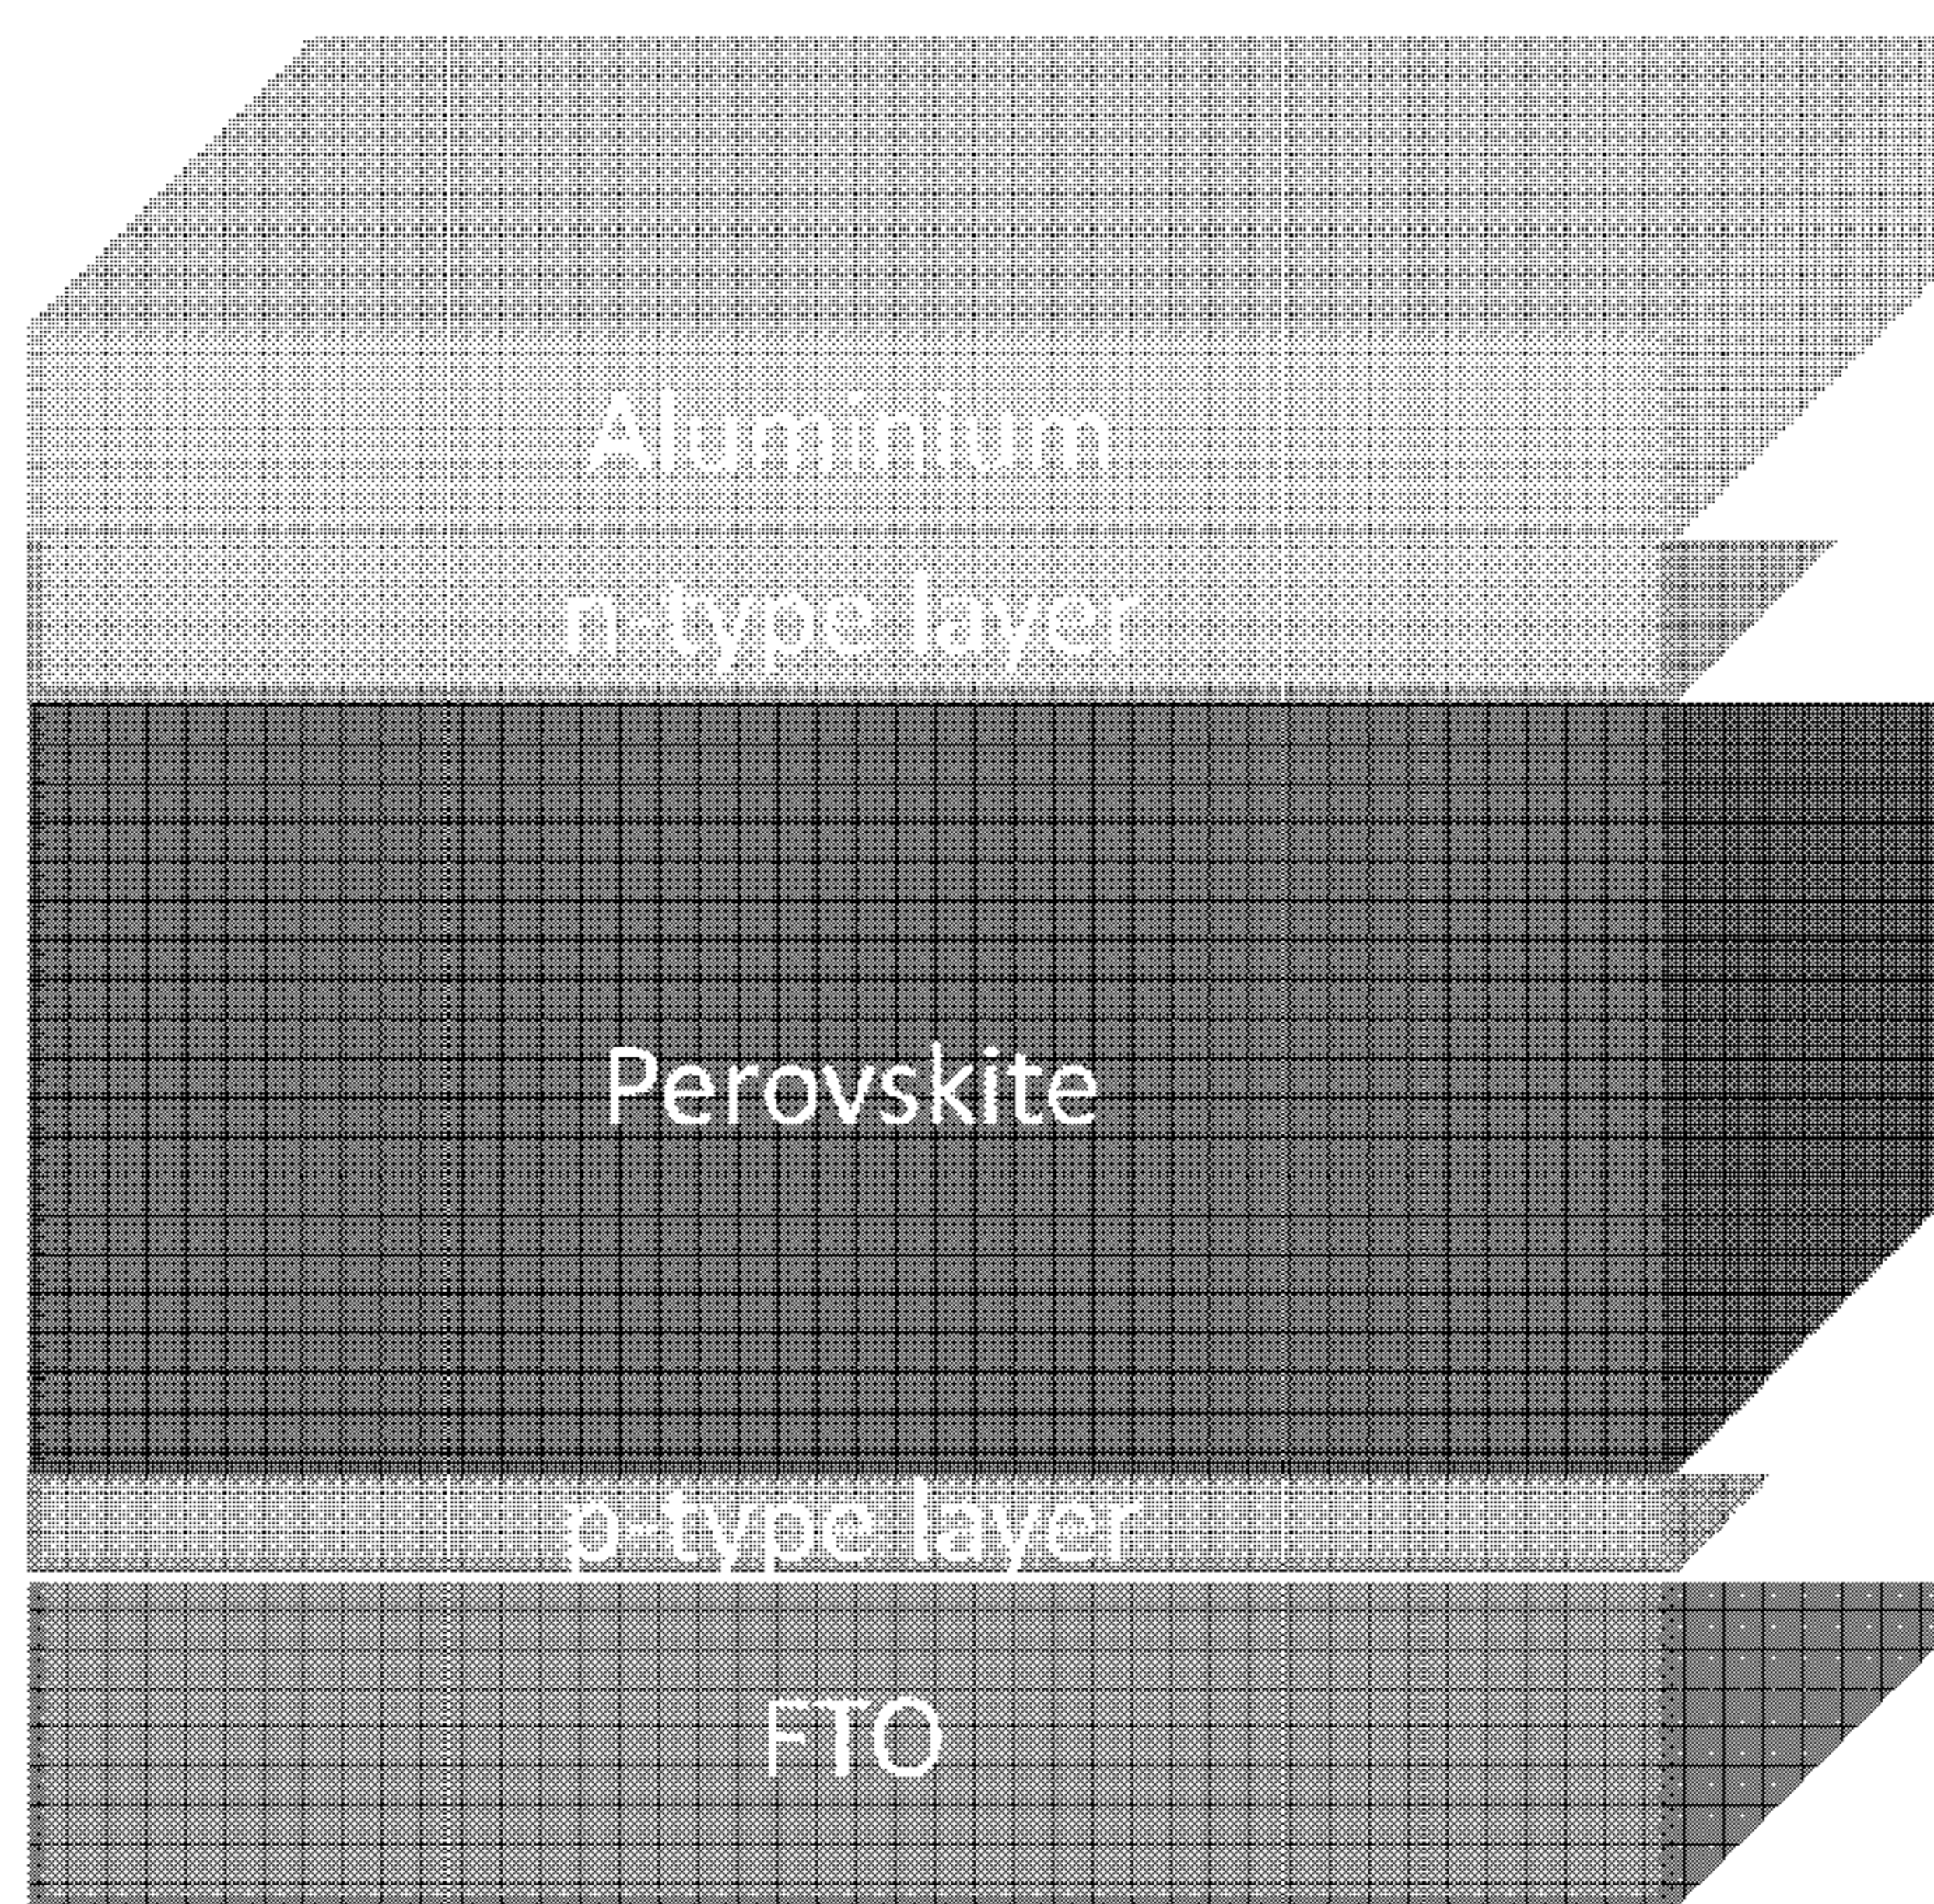 Aluminium
n-type layer
Perovskite
p-type layer
FTO